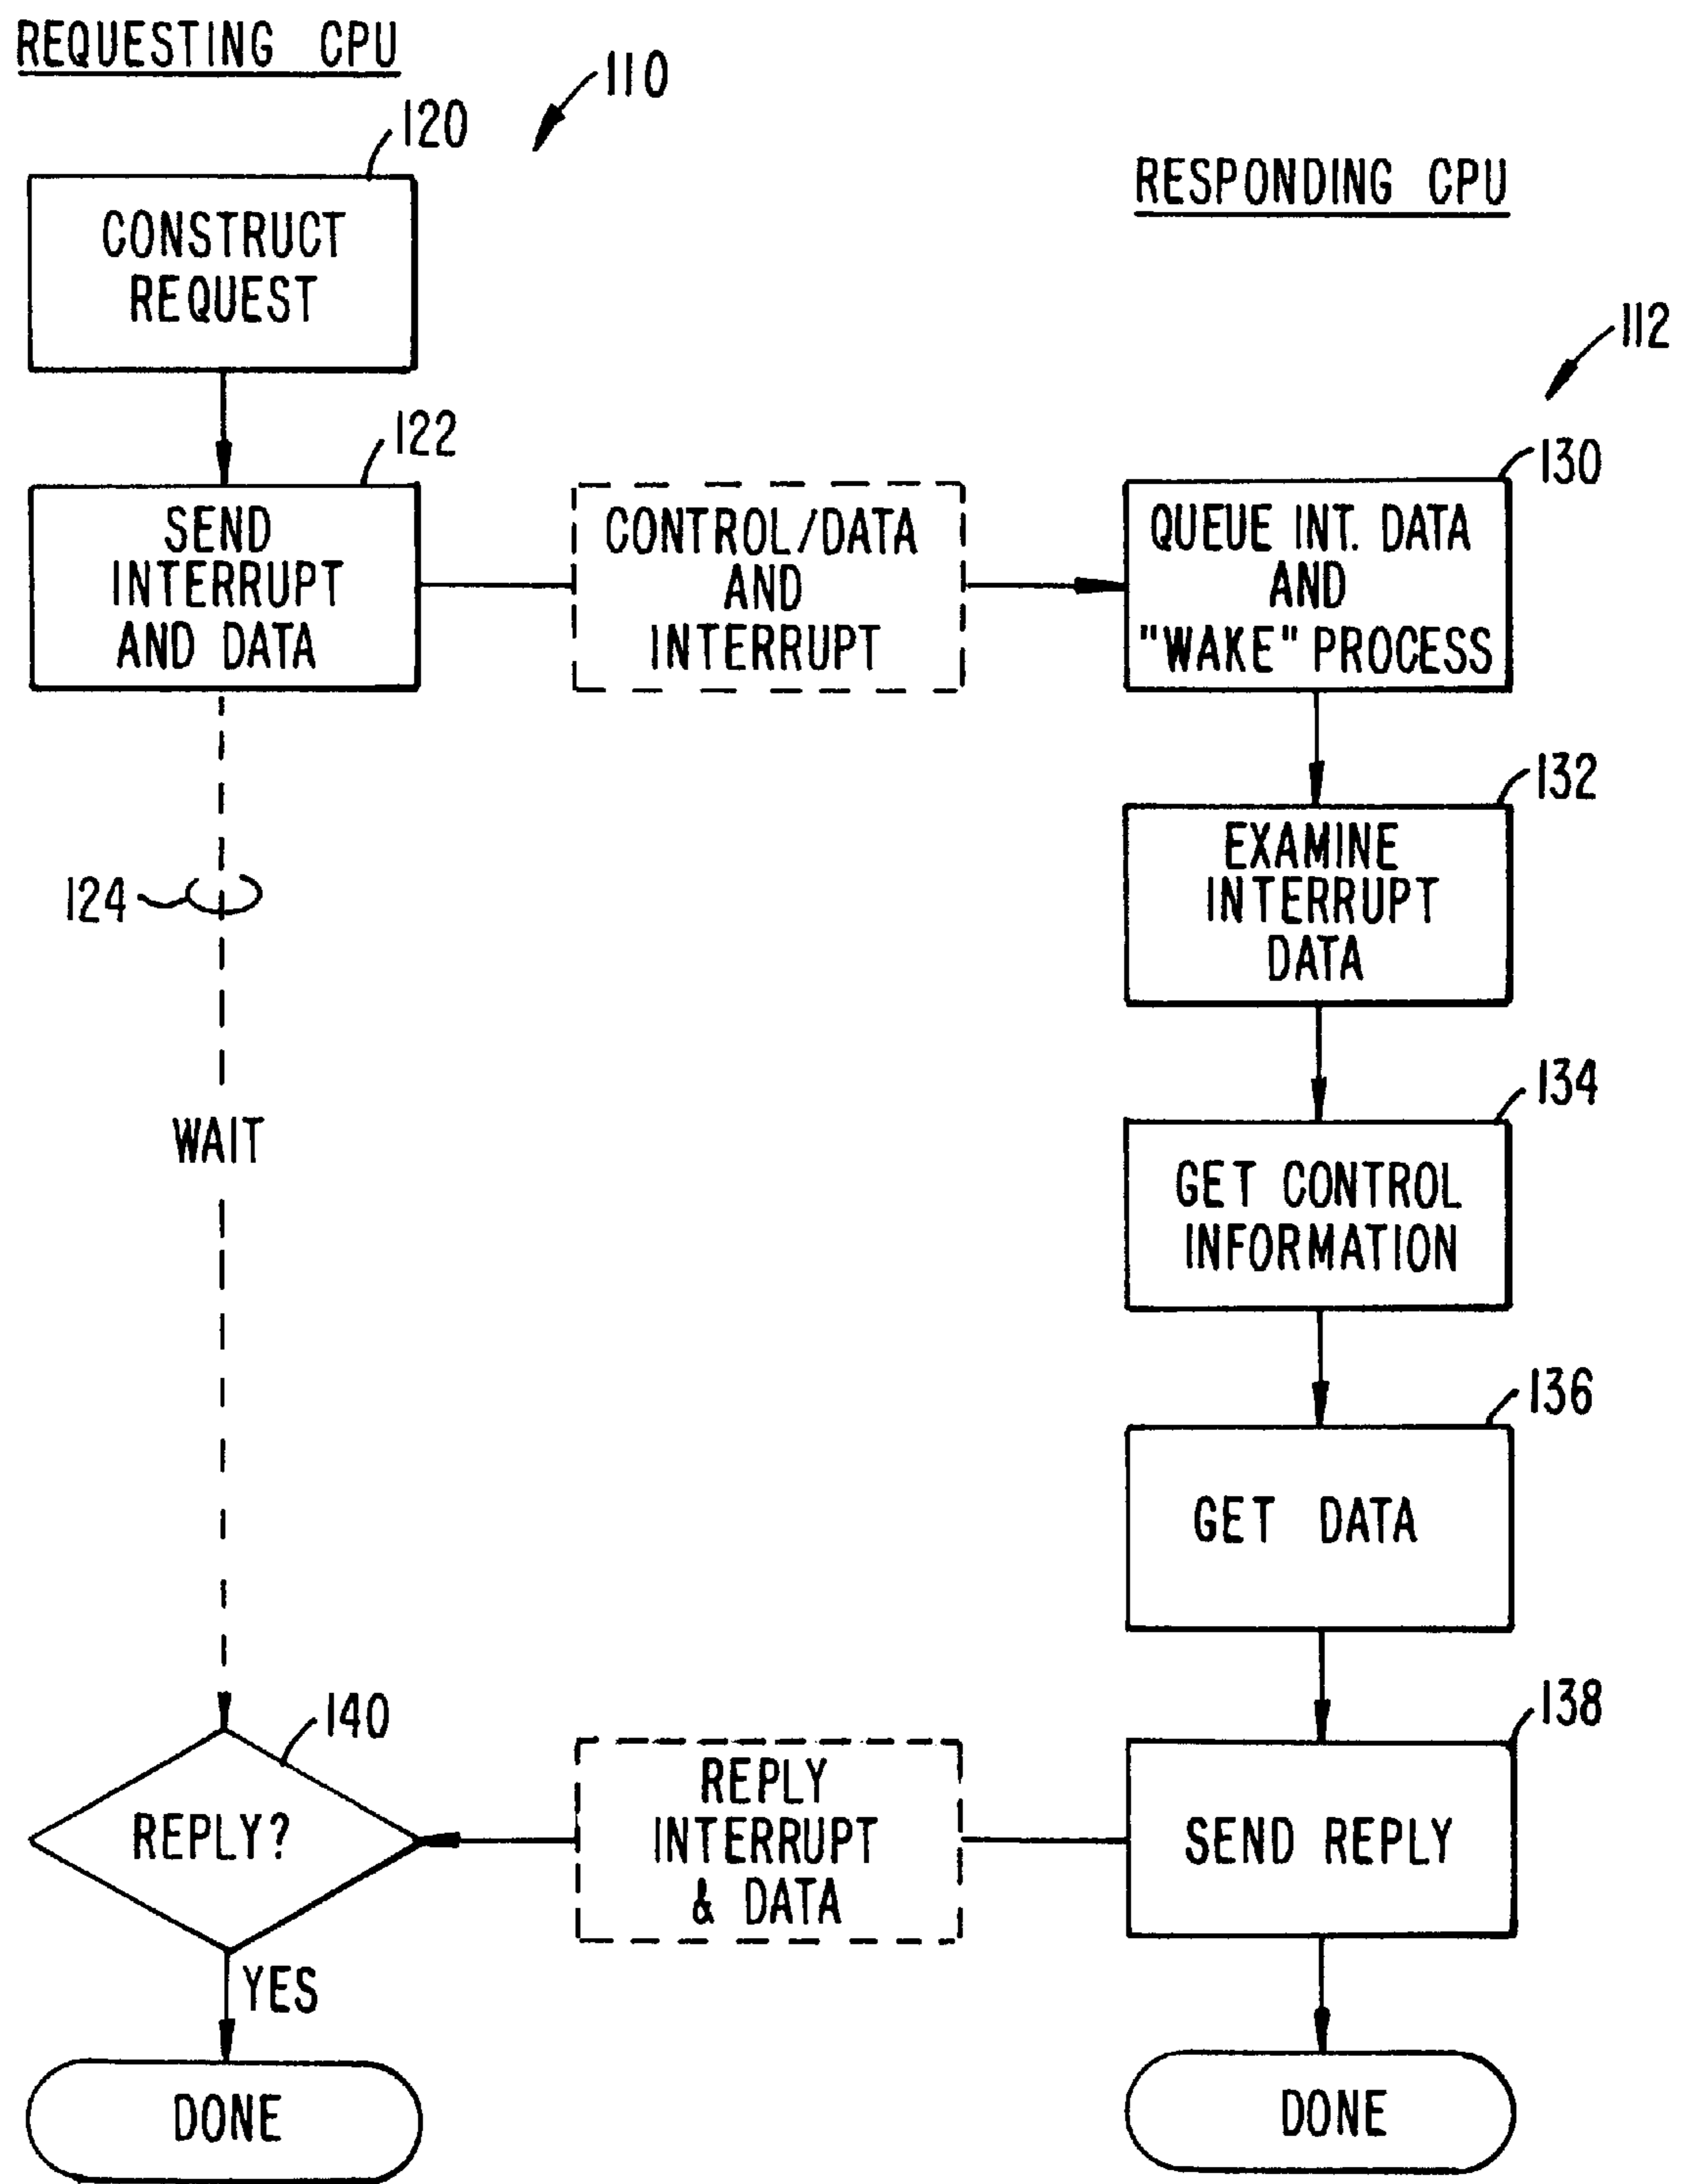 REQUESTING CPU
110
120
CONSTRUCT
REQUEST
RESPONDING CPU
112
122
SEND
INTERRUPT
AND DATA
CONTROL/DATA
AND
INTERRUPT
130
QUEUE INT. DATA
AND
"WAKE" PROCESS
132
EXAMINE
INTERRUPT
DATA
124
WAIT
134
GET CONTROL
INFORMATION
136
GET DATA
138
SEND REPLY
REPLY
INTERRUPT
& DATA
140
REPLY?
YES
DONE
DONE